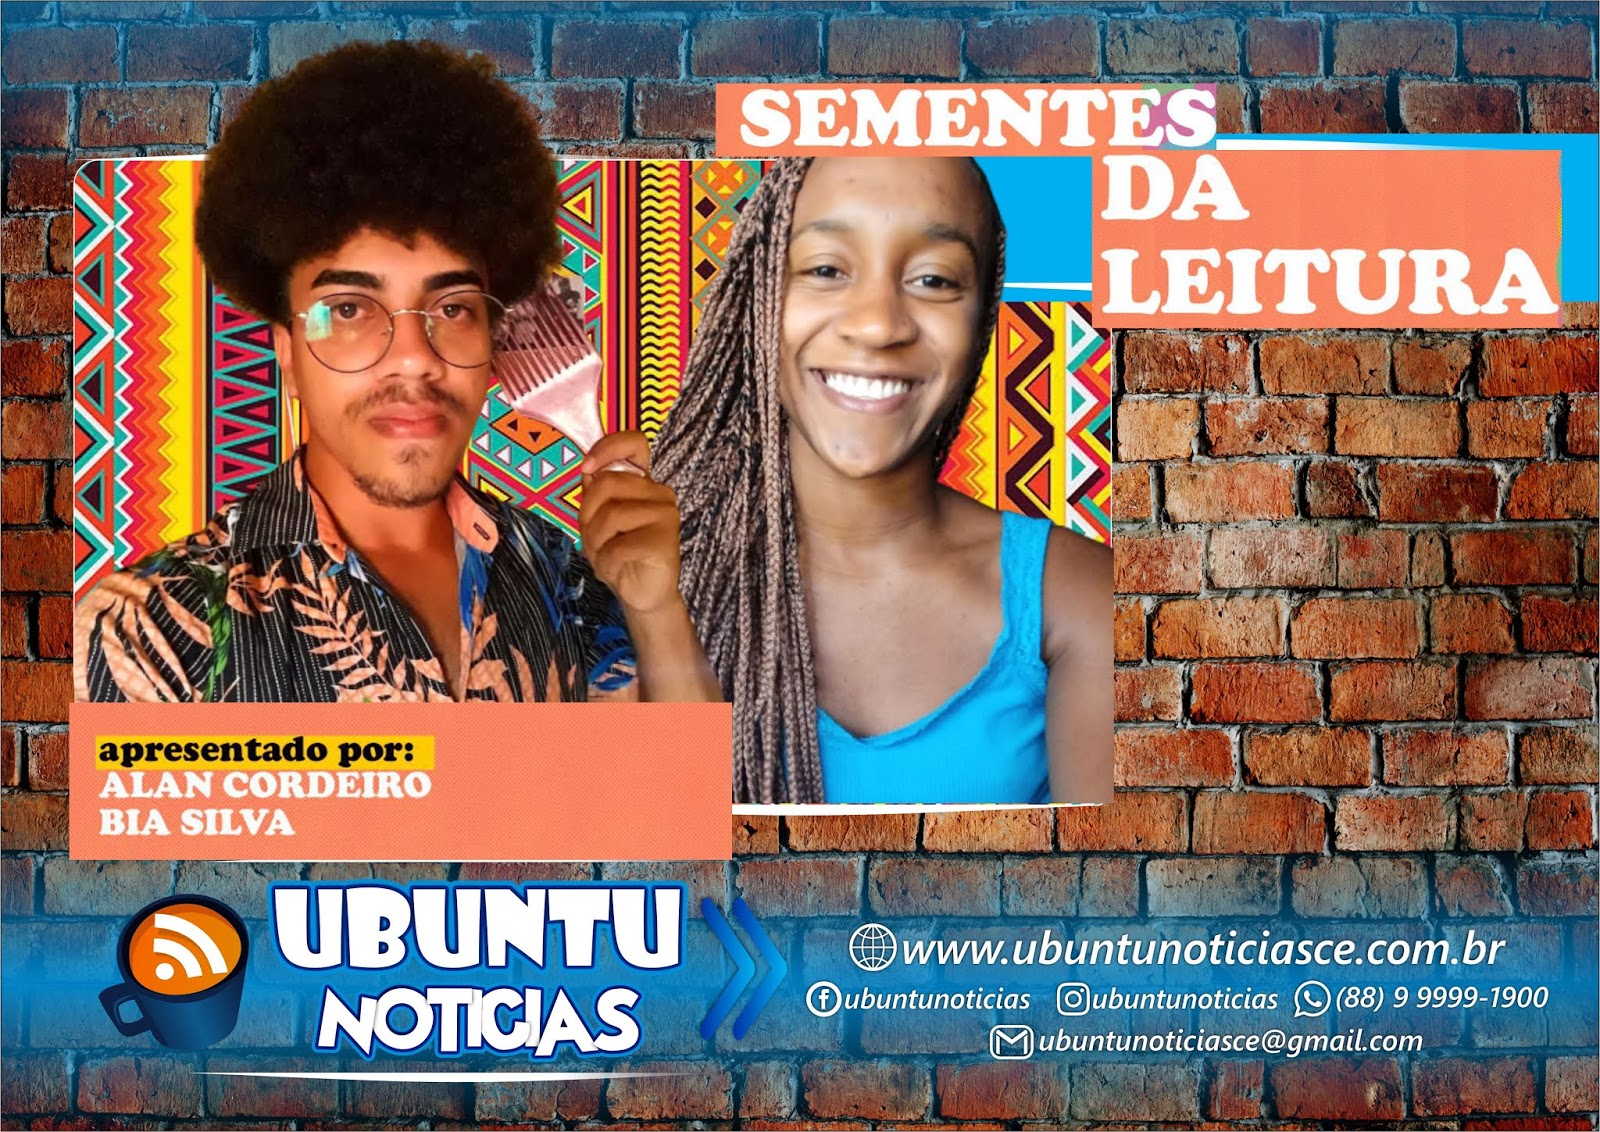 SEMENTES
DA
LEITURA
apresentado por:
ALAN CORDEIRO
BIA SILVA
UBUNTU
NOTICIAS
www.ubuntunoticiasce.com.br
ubuntunoticias ubuntunoticias (88) 9 9999-1900
ubuntunoticiasce@gmail.com